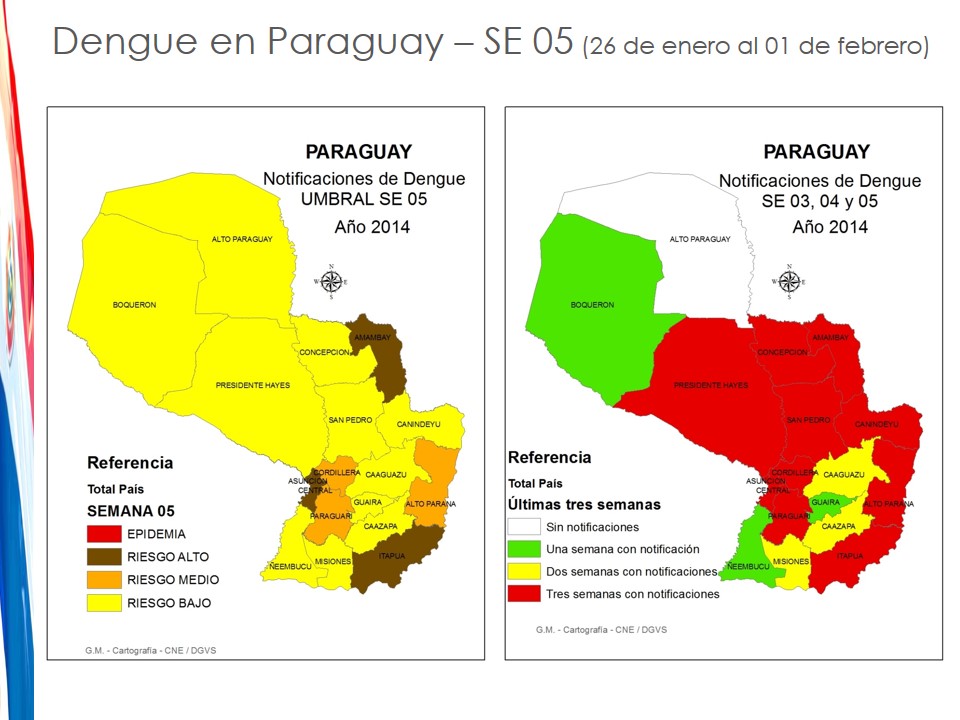 Dengue en Paraguay – SE 05 (26 de enero al 01 de febrero)
PARAGUAY
Notificaciones de Dengue
UMBRAL SE 05
Año 2014
N
W E
S
ALTO PARAGUAY
BOQUERON
AMAMBAY
CONCEPCION
PRESIDENTE HAYES
SAN PEDRO
CANINDEYU
CORDILLERA
CAAGUAZU
ASUNCION
CENTRAL
GUAIRA
ALTO PARANA
PARAGUARI
CAAZAPA
ITAPUA
MISIONES
ÑEEMBUCU
Referencia
Total País
SEMANA 05
EPIDEMIA
RIESGO ALTO
RIESGO MEDIO
RIESGO BAJO
G.M. - Cartografía - CNE / DGVS
PARAGUAY
Notificaciones de Dengue
SE 03, 04 y 05
Año 2014
N
W E
S
ALTO PARAGUAY
BOQUERON
AMAMBAY
CONCEPCION
PRESIDENTE HAYES
SAN PEDRO
CANINDEYU
CORDILLERA
CAAGUAZU
ASUNCION
CENTRAL
GUAIRA
ALTO PARANA
PARAGUARI
CAAZAPA
ITAPUA
MISIONES
ÑEEMBUCU
Referencia
Total País
Últimas tres semanas
Sin notificaciones
Una semana con notificación
Dos semanas con notificaciones
Tres semanas con notificaciones
G.M. - Cartografía - CNE / DGVS